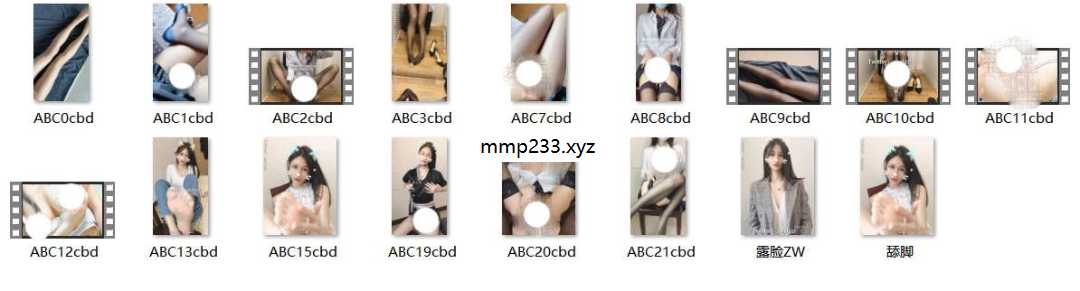 ABC0cbd ABC1cbd ABC2cbd ABC3cbd ABC7cbd ABC8cbd ABC9cbd ABC10cbd ABC11cbd
mmp233.xyz
ABC12cbd ABC13cbd ABC15cbd ABC19cbd ABC20cbd ABC21cbd 露脸ZW 舔脚